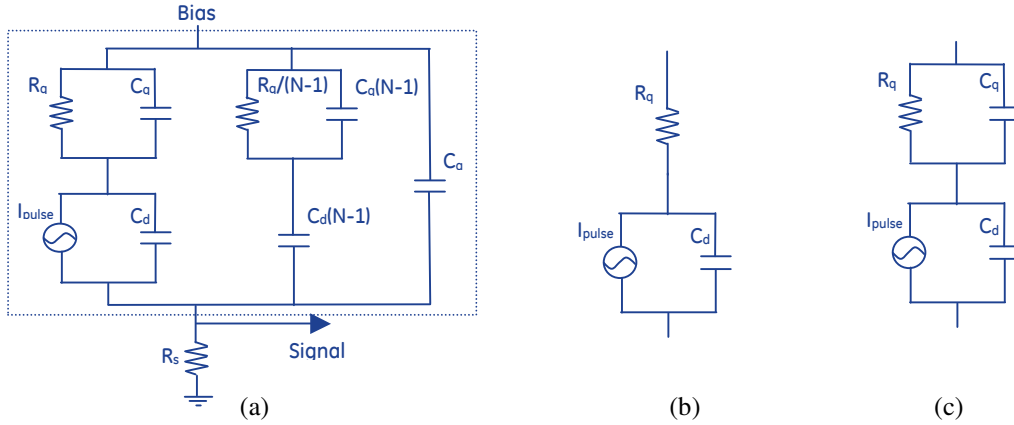 Bias
Rq
Cq
Rq/(N-1)
Cq(N-1)
Cq
Ipulse
Cd
Cd(N-1)
Rs
Signal
(a)
Rq
Ipulse
Cd
(b)
Rq
Cq
Ipulse
Cd
(c)